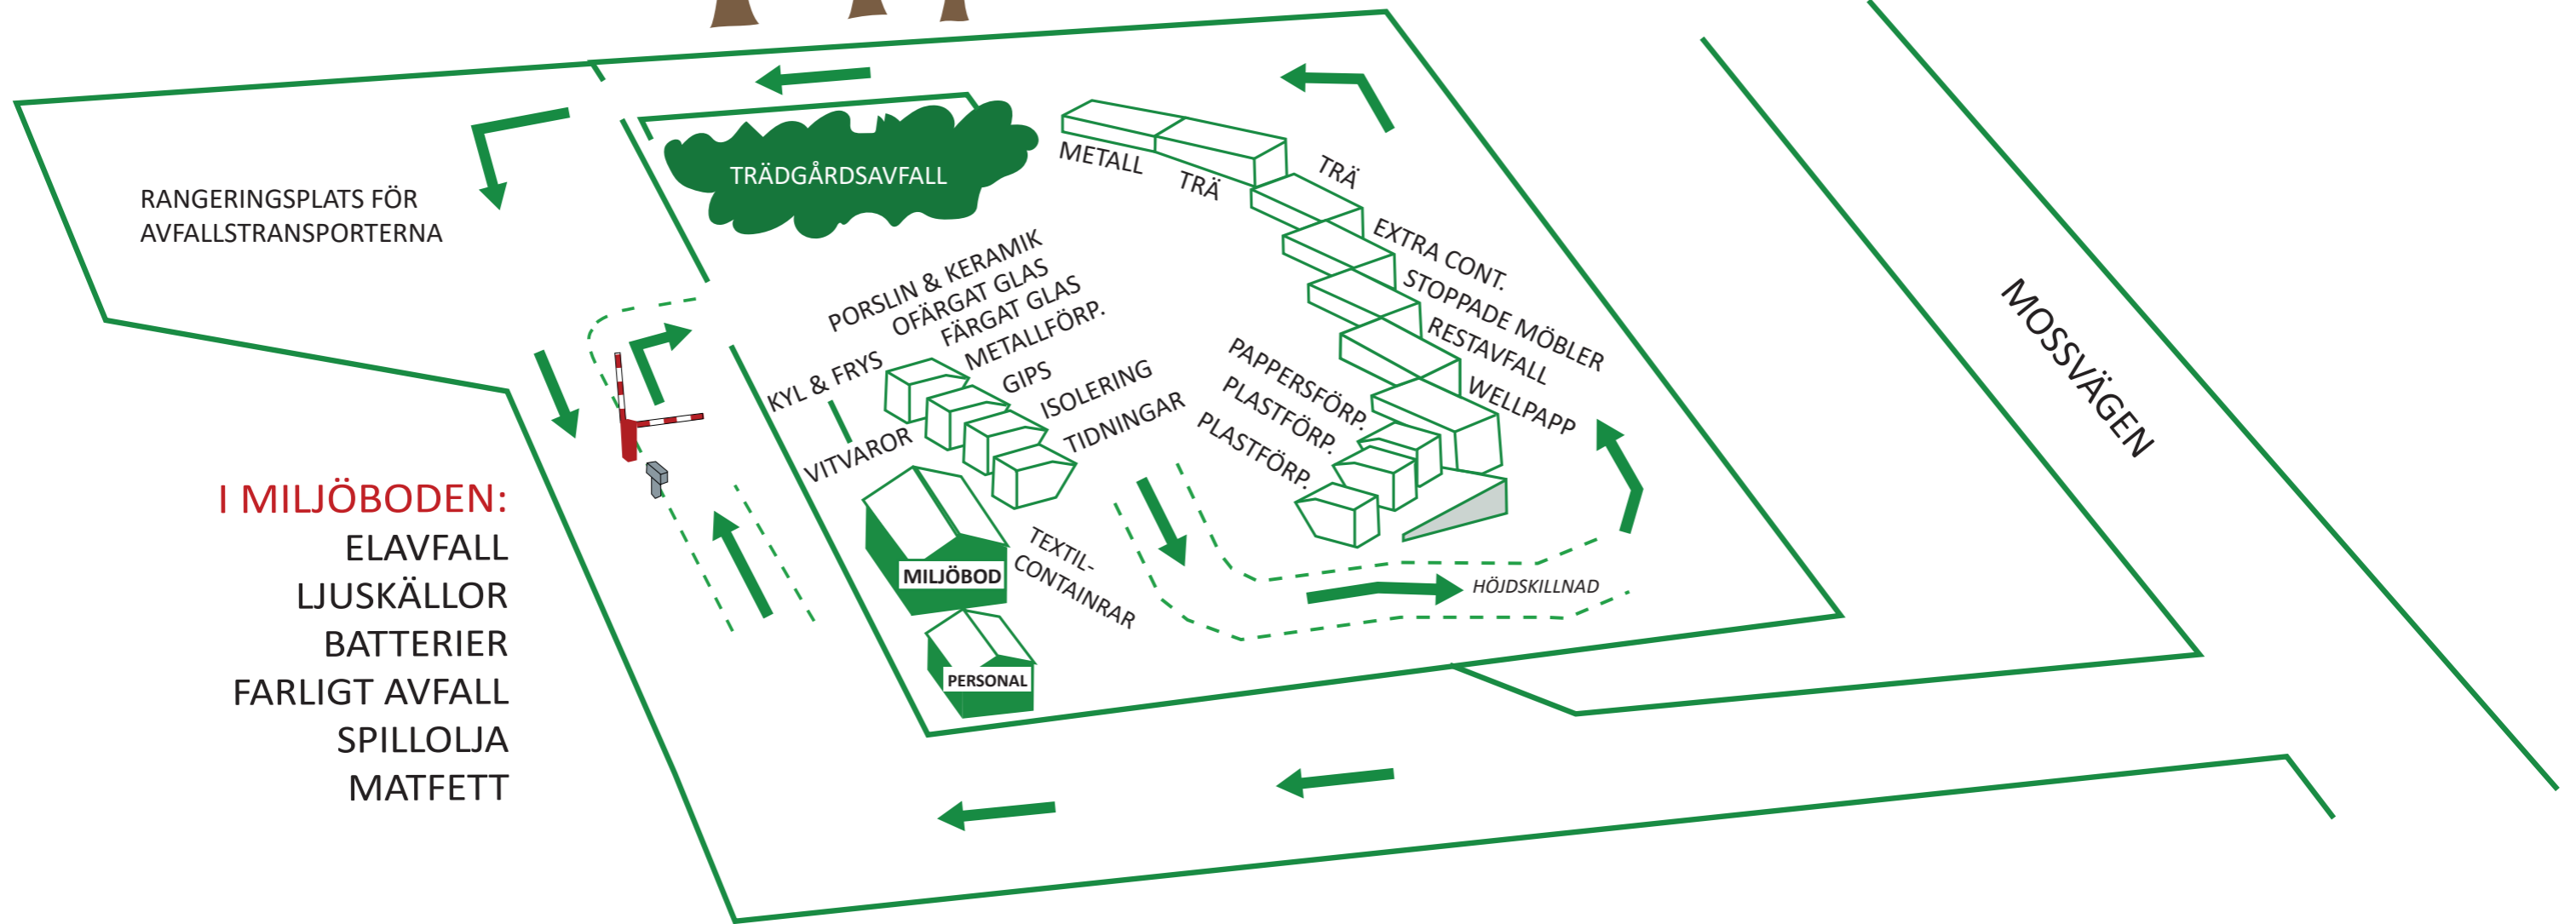 TRÄDGÅRDSAVFALL
RANGERINGSPLATS FÖR
AVFALLSTRANSPORTERNA
METALL
TRÄ
TRÄ
EXTRA CONT.
STOPPADE MÖBLER
RESTAVFALL
WELLPAPP
PORSLIN & KERAMIK
OFÄRGAT GLAS
FÄRGAT GLAS
METALLFÖRP.
GIPS
ISOLERING
TIDNINGAR
KYL & FRYS
VITVAROR
PAPPERSFÖRP.
PLASTFÖRP.
PLASTFÖRP.
MOSSVÄGEN
I MILJÖBODEN:
ELAVFALL
LJUSKÄLLOR
BATTERIER
FARLIGT AVFALL
SPILLOLJA
MATFETT
MILJÖBOD
TEXTIL-
CONTAINRAR
HÖJDSKILLNAD
PERSONAL